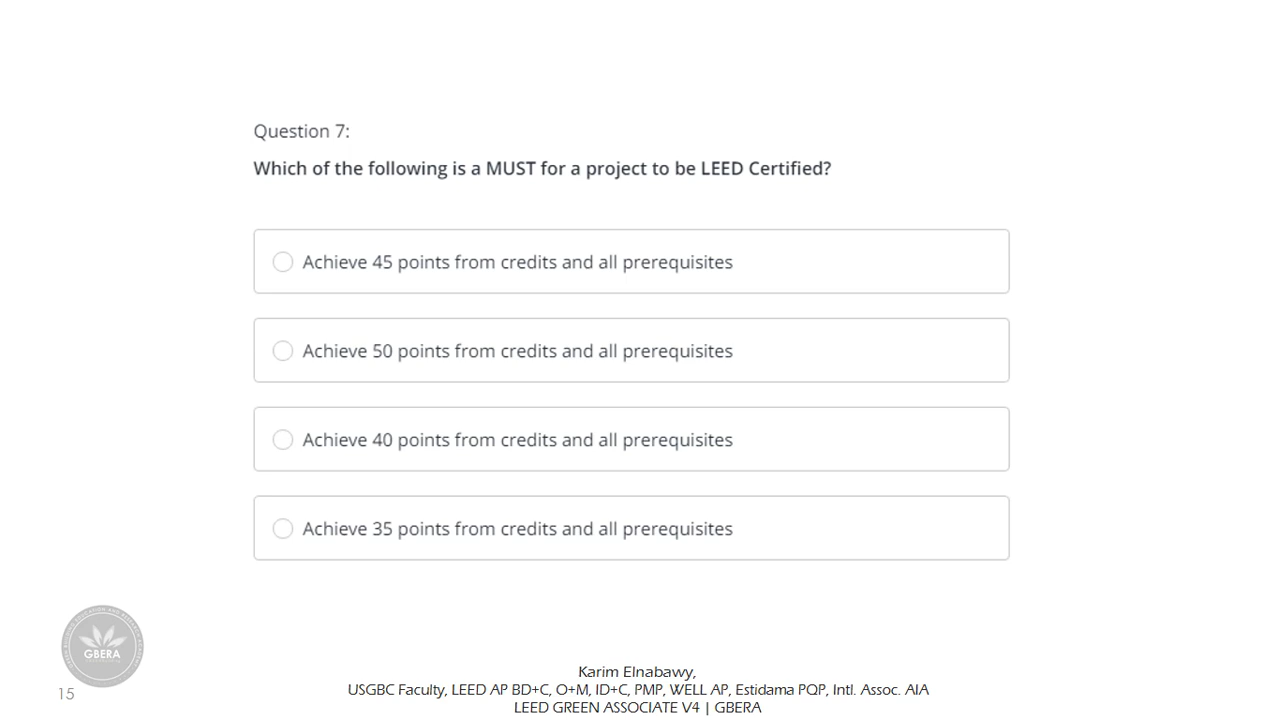 Question 7:
Which of the following is a MUST for a project to be LEED Certified?
Achieve 45 points from credits and all prerequisites
Achieve 50 points from credits and all prerequisites
Achieve 40 points from credits and all prerequisites
Achieve 35 points from credits and all prerequisites
GBERA
Karim Elnabawy,
15
USGBC Faculty, LEED AP BD+C, O+M, ID+C, PMP, WELL AP, Estidama PQP, Intl. Assoc. AIA
LEED GREEN ASSOCIATE V4 | GBERA